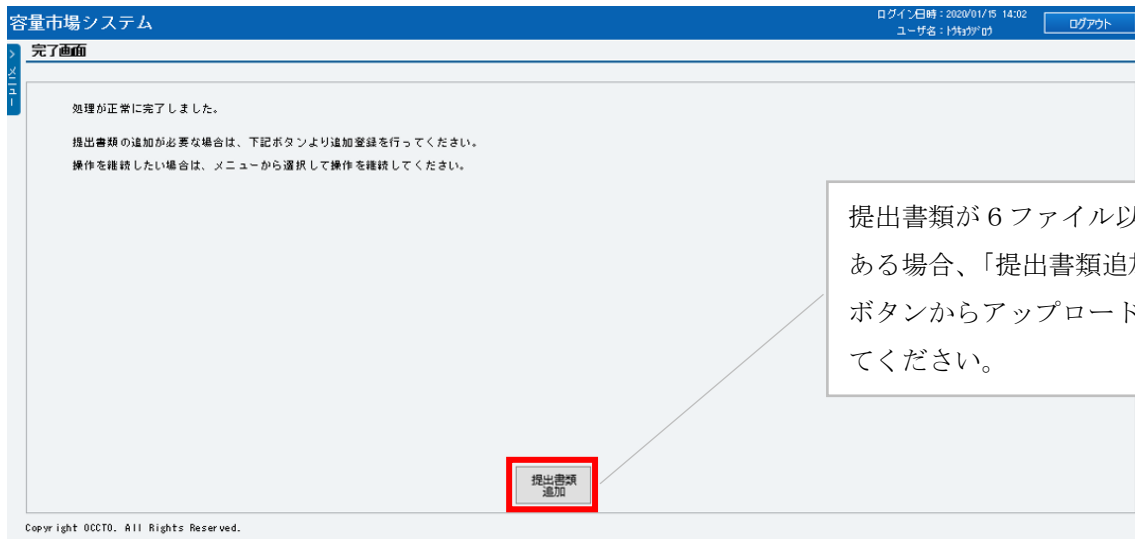 容量市場システム
ログイン日時：2020/01/15 14:02
ユーザ名：ﾄｳｷｮｳｼﾞﾛｳ
ログアウト
> メニュー
完了画面
処理が正常に完了しました。
提出書類の追加が必要な場合は、下記ボタンより追加登録を行ってください。
操作を継続したい場合は、メニューから選択して操作を継続してください。
提出書類が６ファイル以
ある場合、「提出書類追加
ボタンからアップロード
てください。
提出書類
追加
Copyright OCCTO. All Rights Reserved.